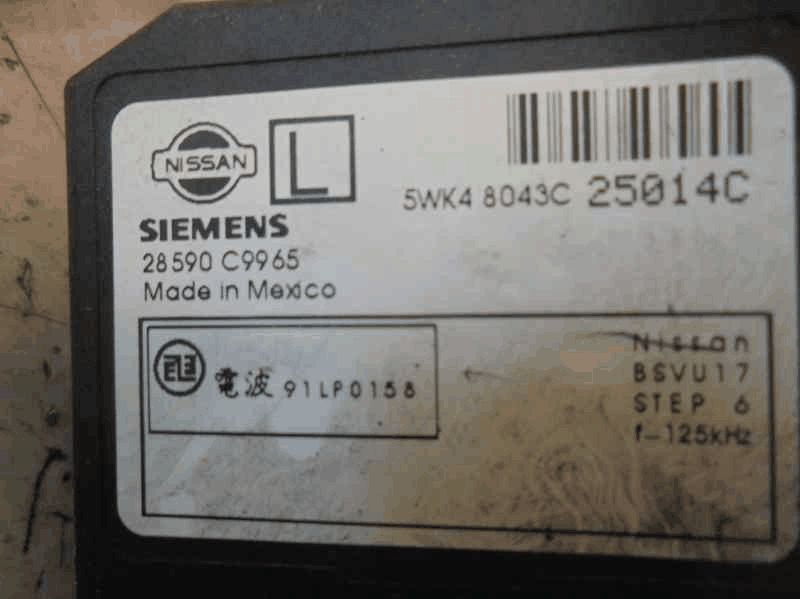 NISSAN
L
5WK4 8043C 25014C
SIEMENS
28590 C9965
Made in Mexico
電波 91LP0158
Nissan
BSVU17
STEP 6
f-125kHz